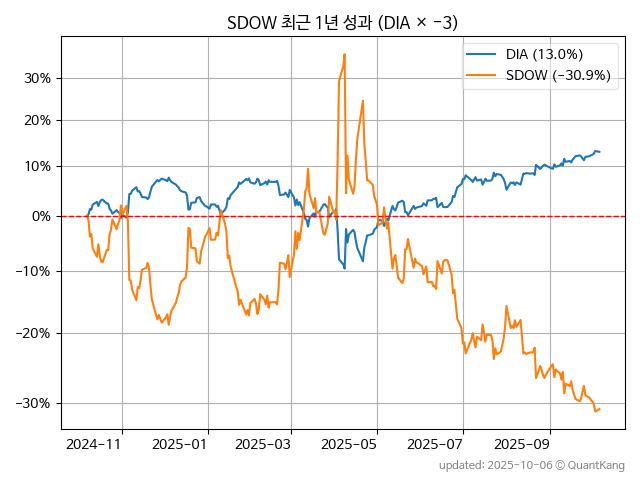 SDOW 최근 1년 성과 (DIA × −3)
DIA (13.0%)
SDOW (−30.9%)
30%
20%
10%
0%
−10%
−20%
−30%
2024-11 2025-01 2025-03 2025-05 2025-07 2025-09
updated: 2025-10-06 ⓒ QuantKang